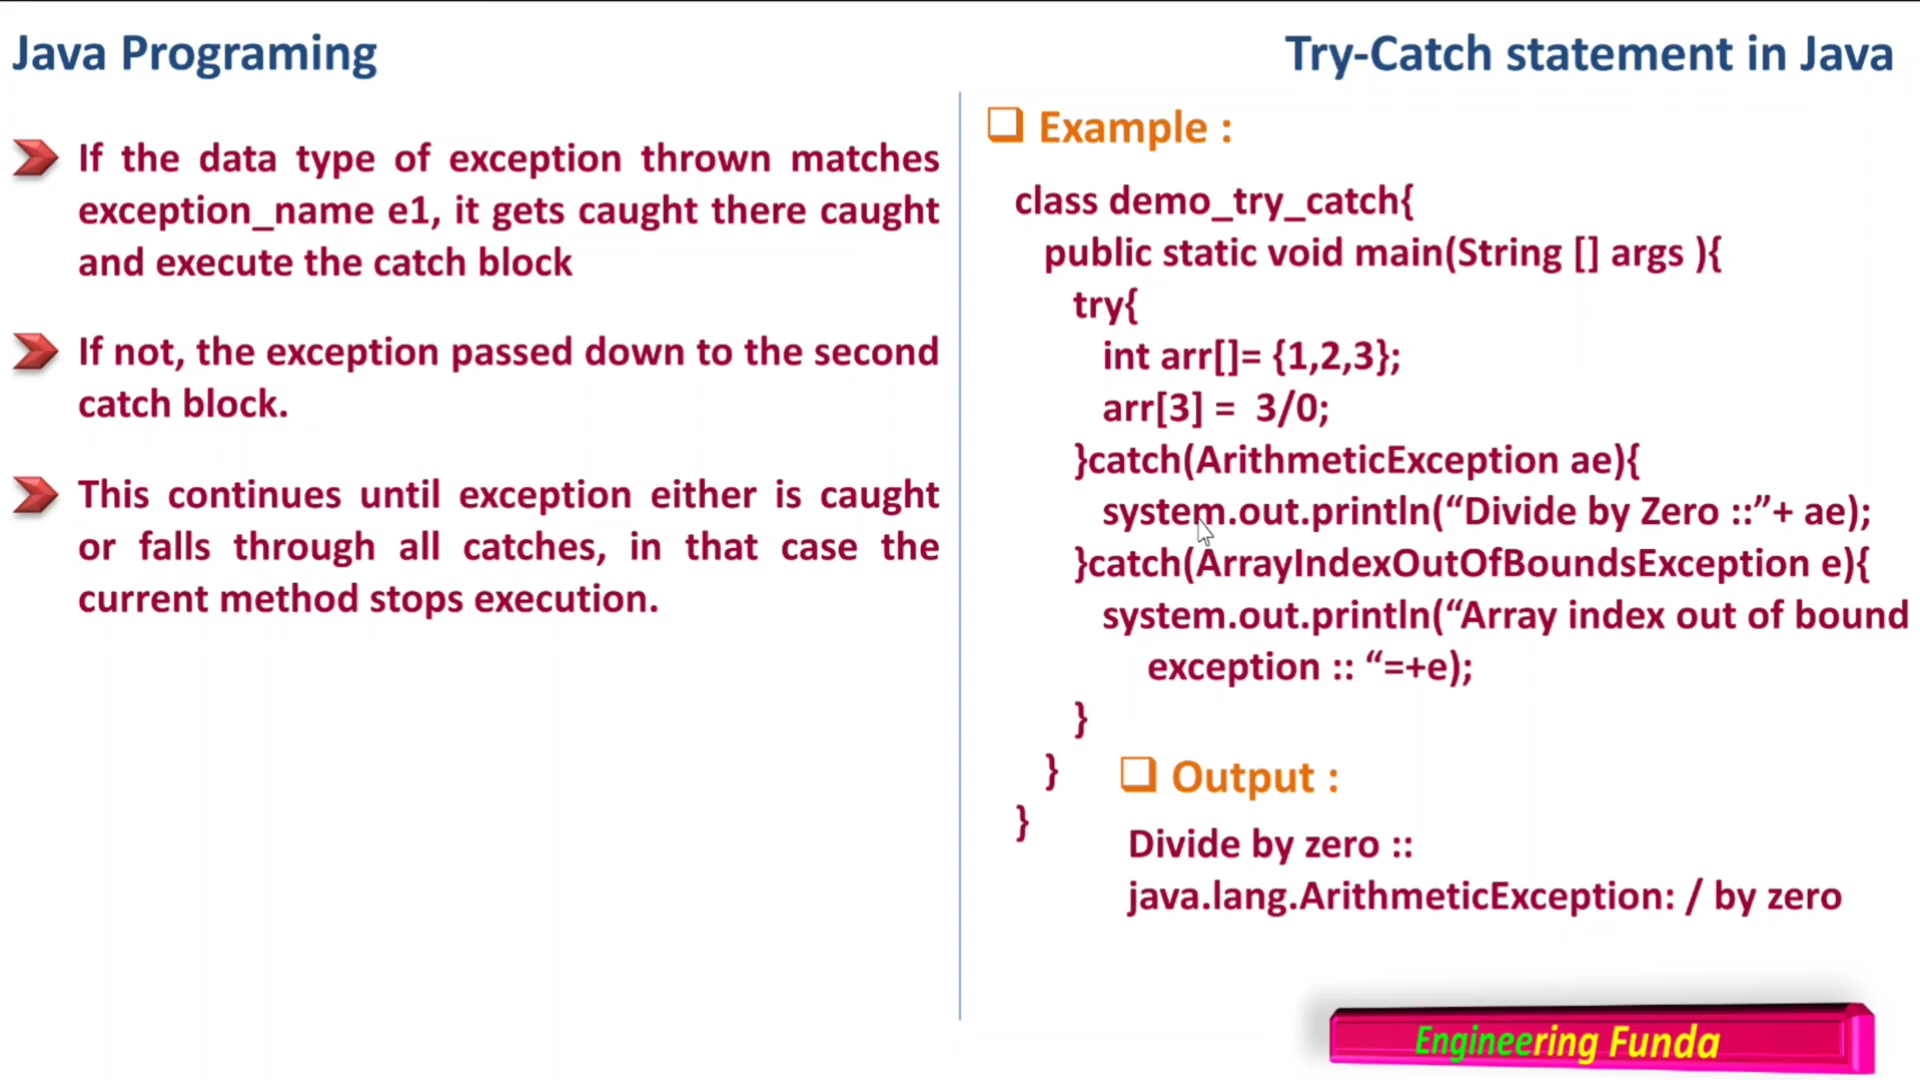 Java Programing
Try-Catch statement in Java
If the data type of exception thrown matches
exception_name e1, it gets caught there caught
and execute the catch block
If not, the exception passed down to the second
catch block.
This continues until exception either is caught
or falls through all catches, in that case the
current method stops execution.
Example :
class demo_try_catch{
public static void main(String [] args ){
try{
int arr[]= {1,2,3};
arr[3] = 3/0;
}catch(ArithmeticException ae){
system.out.println(“Divide by Zero ::”+ ae);
}catch(ArrayIndexOutOfBoundsException e){
system.out.println(“Array index out of bound
exception :: “=+e);
}
}
}
Output :
Divide by zero ::
java.lang.ArithmeticException: / by zero
Engineering Funda